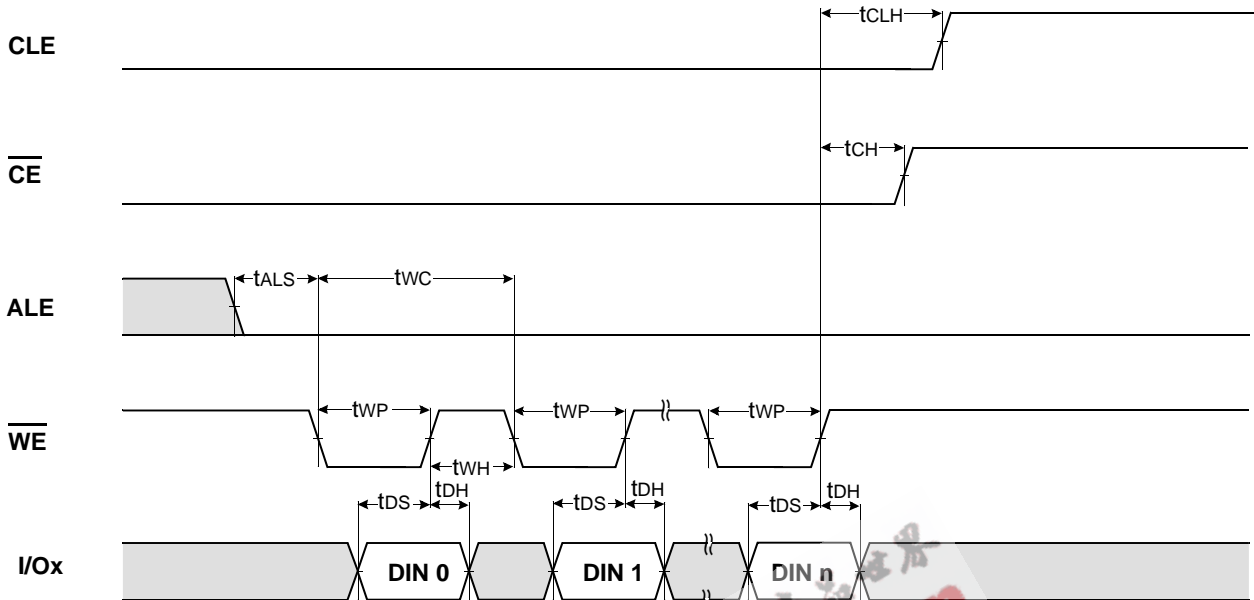 tCLH
CLE
tCH
CE
tALS
tWC
ALE
tWP
tWP
tWP
WE
tWH
tDS
tDH
tDS
tDH
tDS
tDH
I/Ox
DIN 0
DIN 1
DIN n